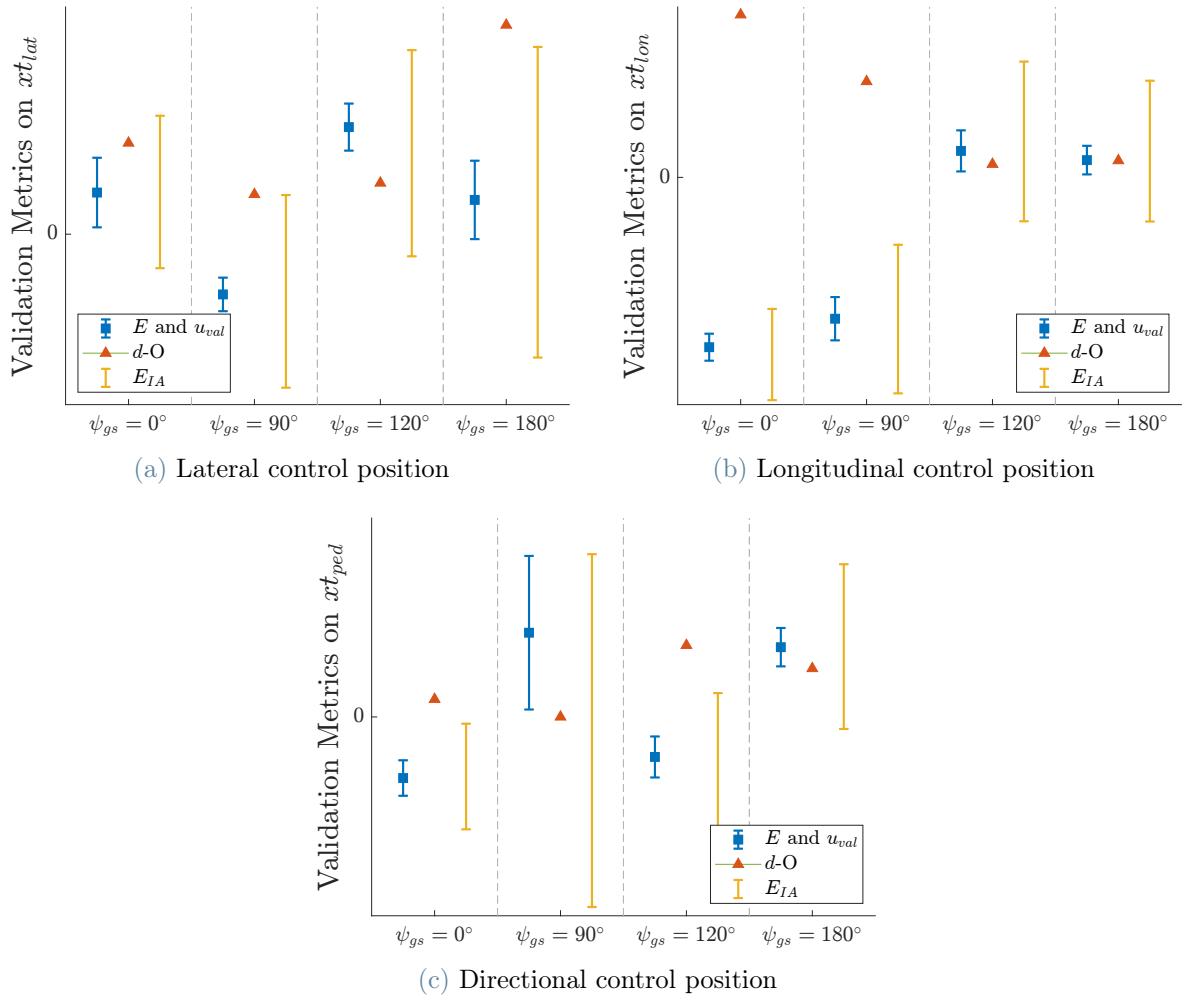 Validation Metrics on xt_lat
0
E and u_val
d-O
E_IA
ψ_gs = 0° ψ_gs = 90° ψ_gs = 120° ψ_gs = 180°
(a) Lateral control position
Validation Metrics on xt_lon
0
E and u_val
d-O
E_IA
ψ_gs = 0° ψ_gs = 90° ψ_gs = 120° ψ_gs = 180°
(b) Longitudinal control position
Validation Metrics on xt_ped
0
E and u_val
d-O
E_IA
ψ_gs = 0° ψ_gs = 90° ψ_gs = 120° ψ_gs = 180°
(c) Directional control position